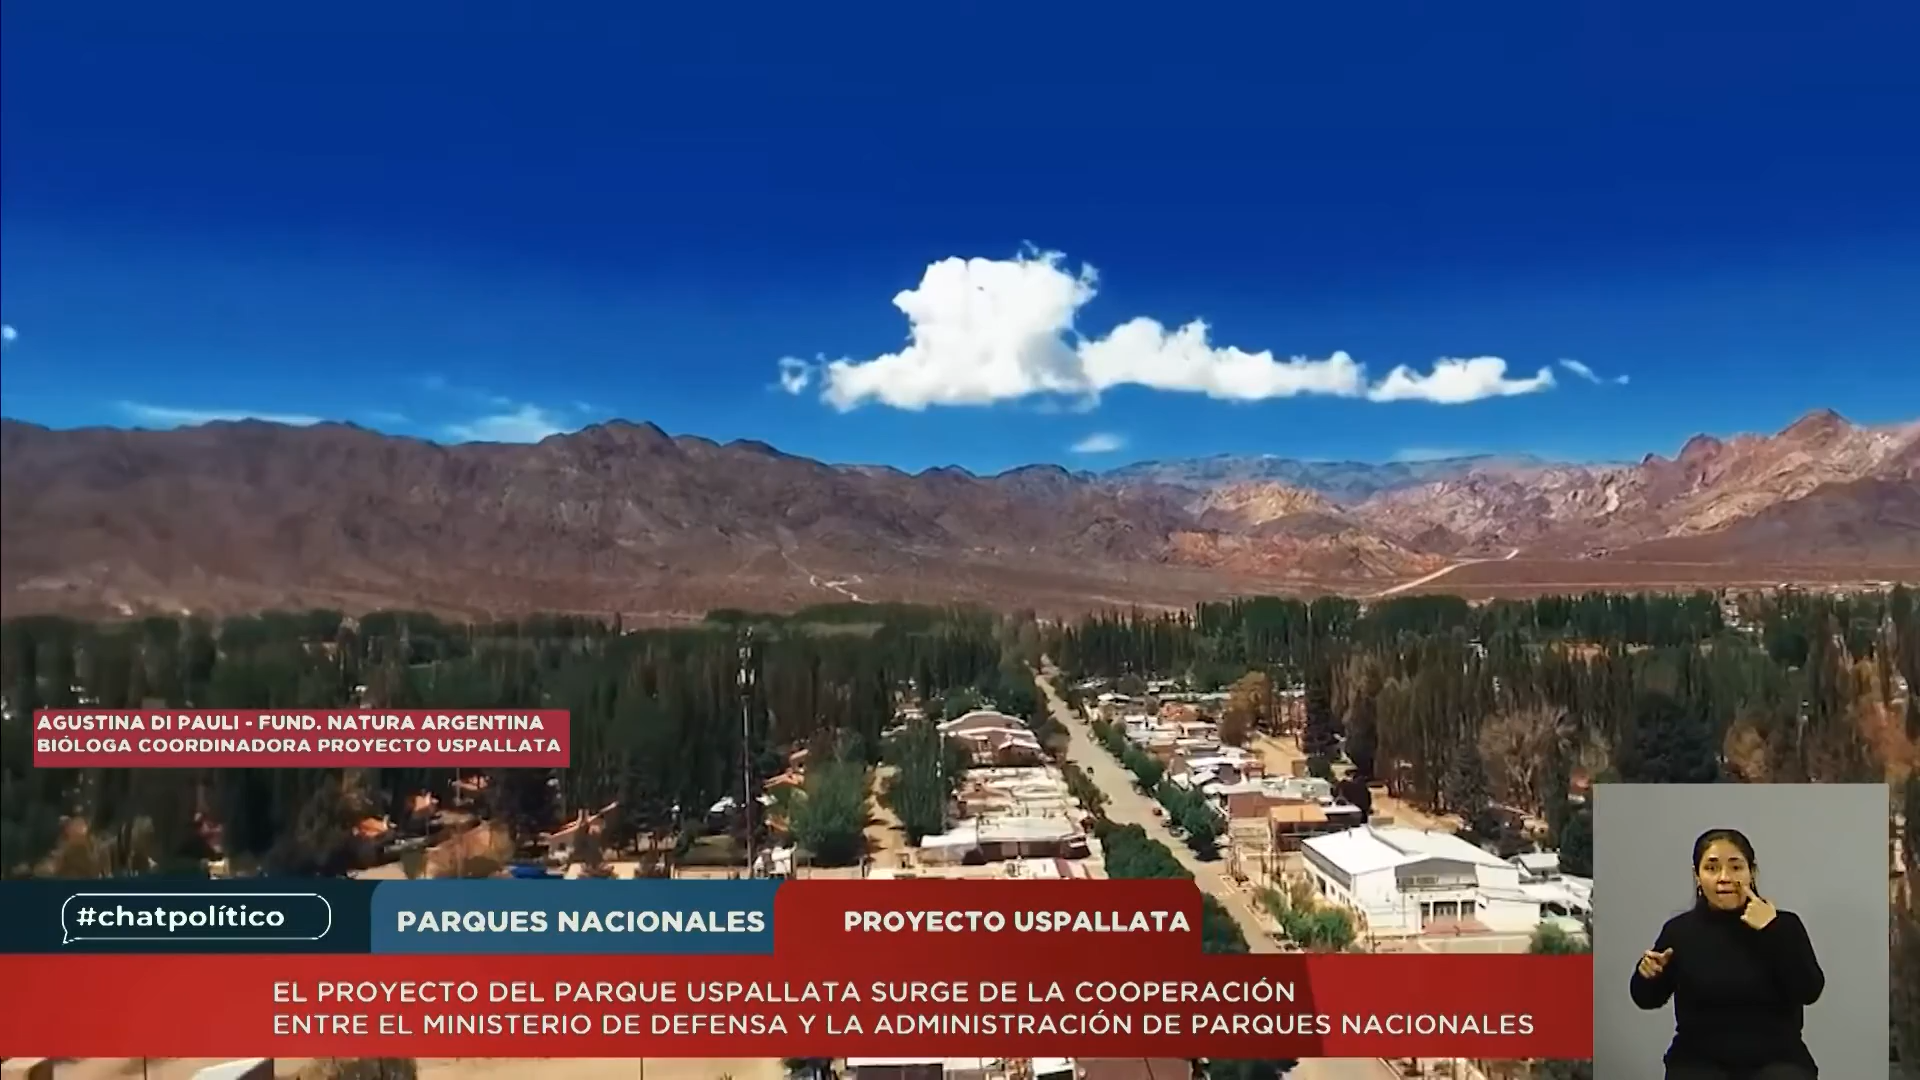 AGUSTINA DI PAULI - FUND. NATURA ARGENTINA
BIÓLOGA COORDINADORA PROYECTO USPALLATA
#chatpolítico
PARQUES NACIONALES
PROYECTO USPALLATA
EL PROYECTO DEL PARQUE USPALLATA SURGE DE LA COOPERACIÓN
ENTRE EL MINISTERIO DE DEFENSA Y LA ADMINISTRACIÓN DE PARQUES NACIONALES